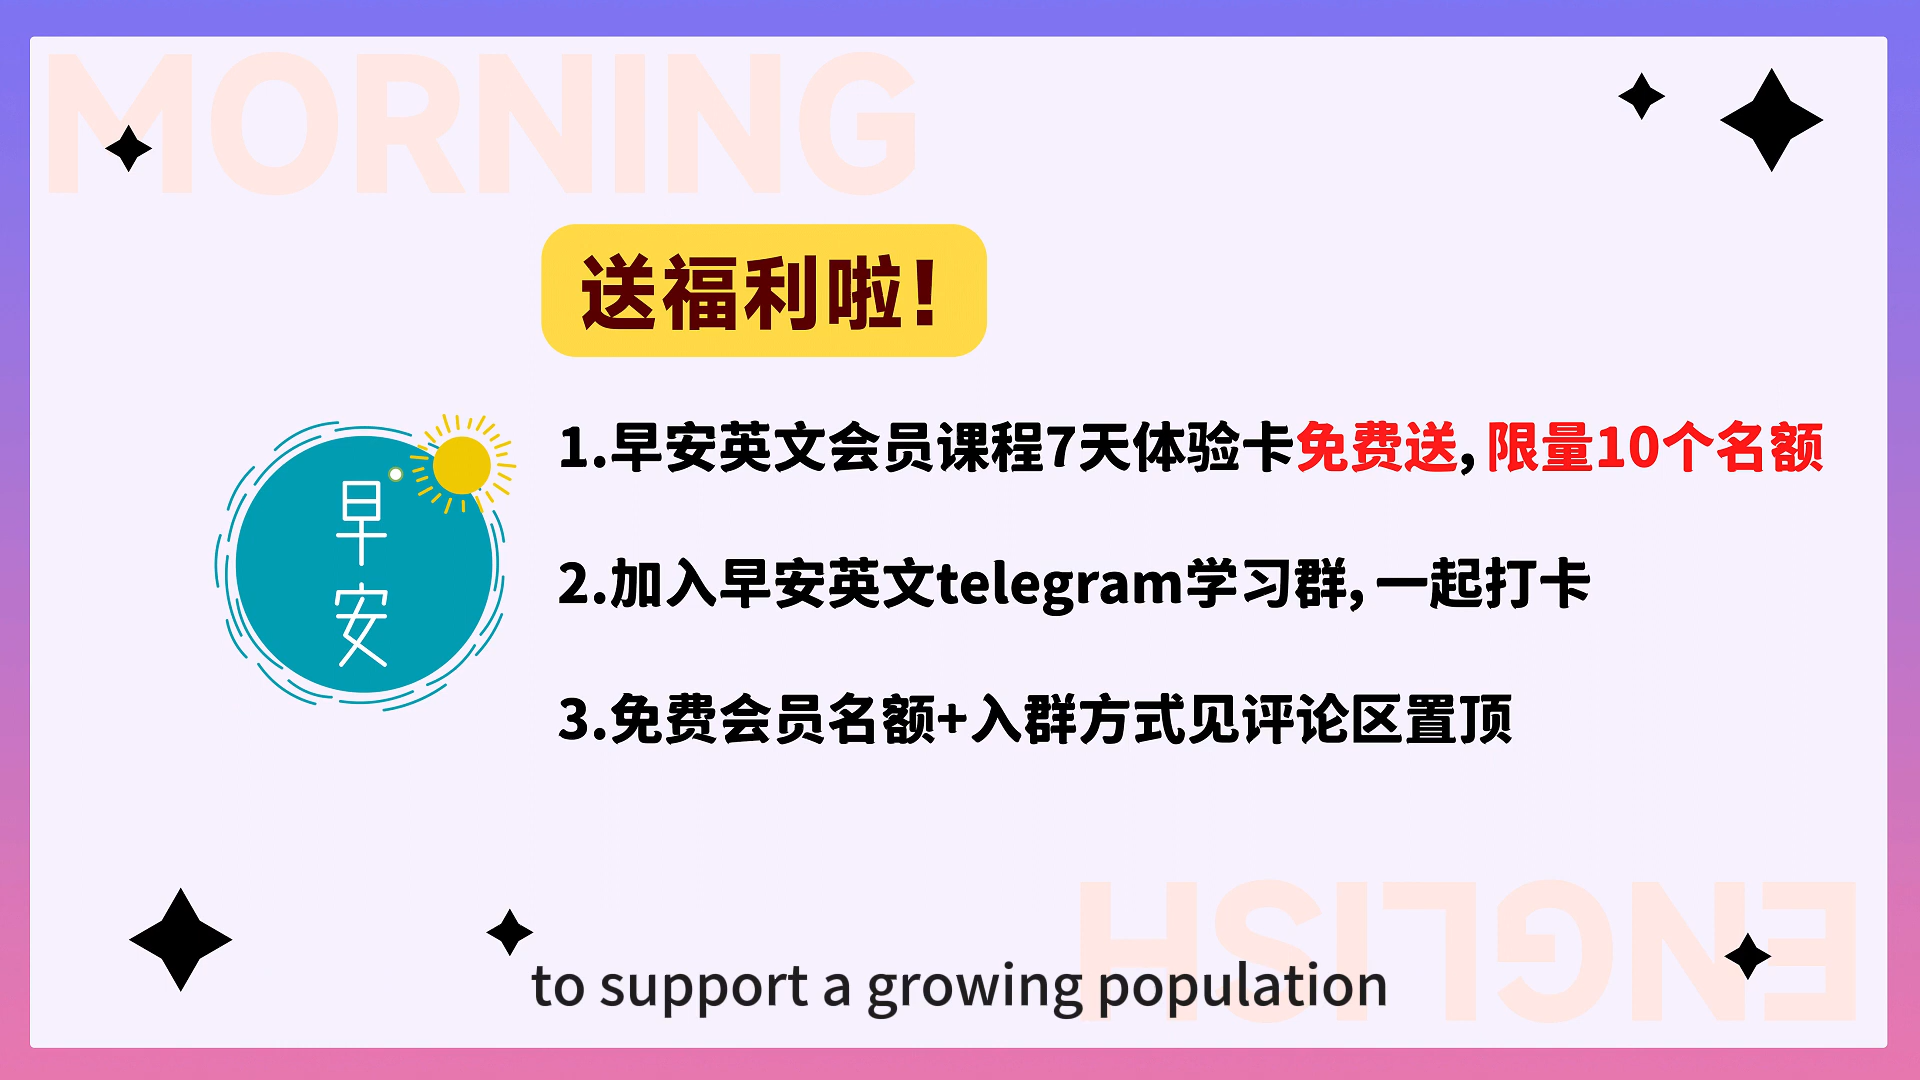 MORNING
送福利啦!
1.早安英文会员课程7天体验卡免费送,限量10个名额
早安
2.加入早安英文telegram学习群,一起打卡
3.免费会员名额+入群方式见评论区置顶
ENGLISH
to support a growing population